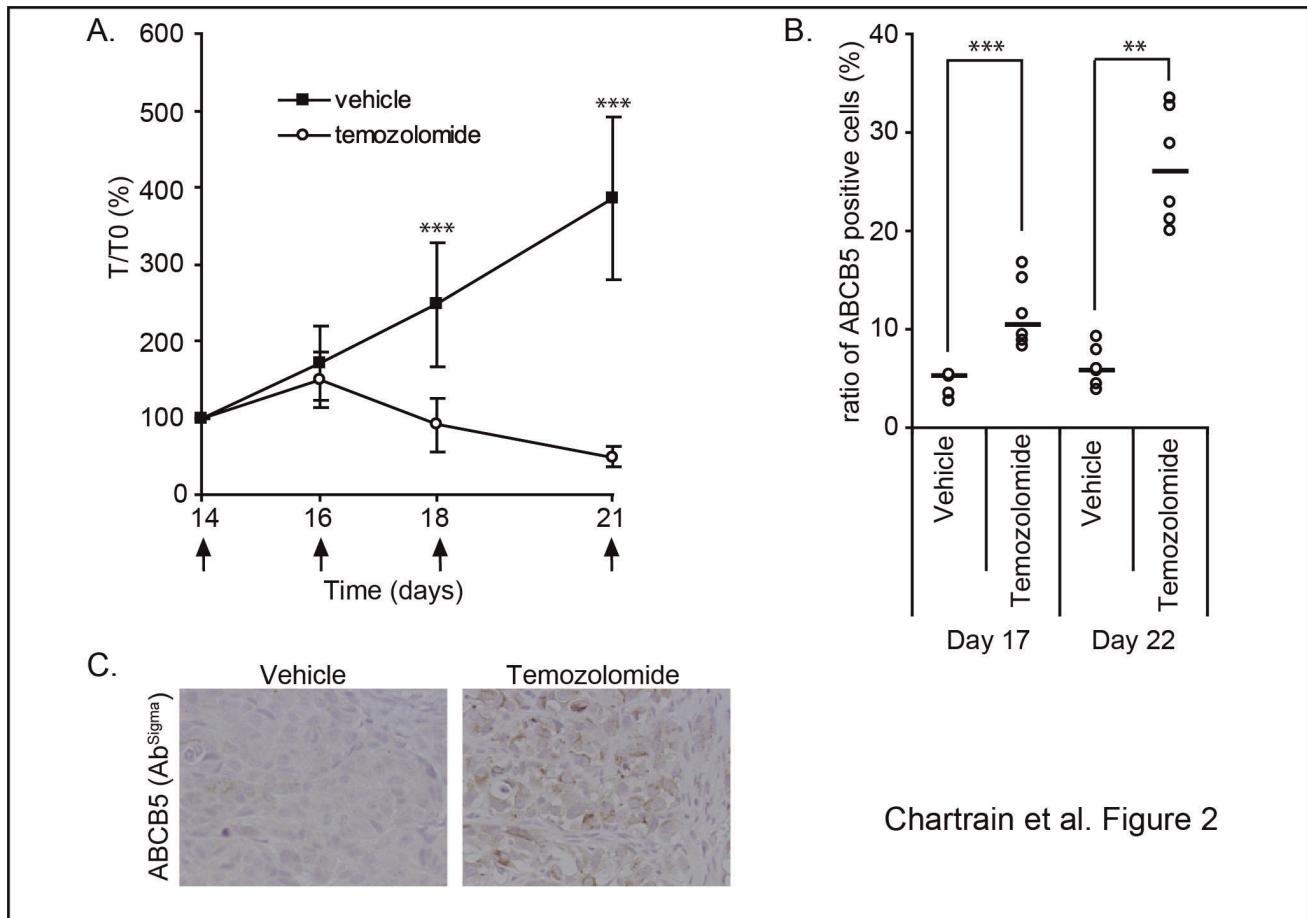 A.
600
500
400
300
200
100
0
T/T0 (%)
vehicle
temozolomide
***
***
14 16 18 21
Time (days)
B.
40
30
20
10
0
ratio of ABCB5 positive cells (%)
***
**
Vehicle
Temozolomide
Vehicle
Temozolomide
Day 17 Day 22
C.
Vehicle Temozolomide
ABCB5 (Ab^Sigma)
Chartrain et al. Figure 2